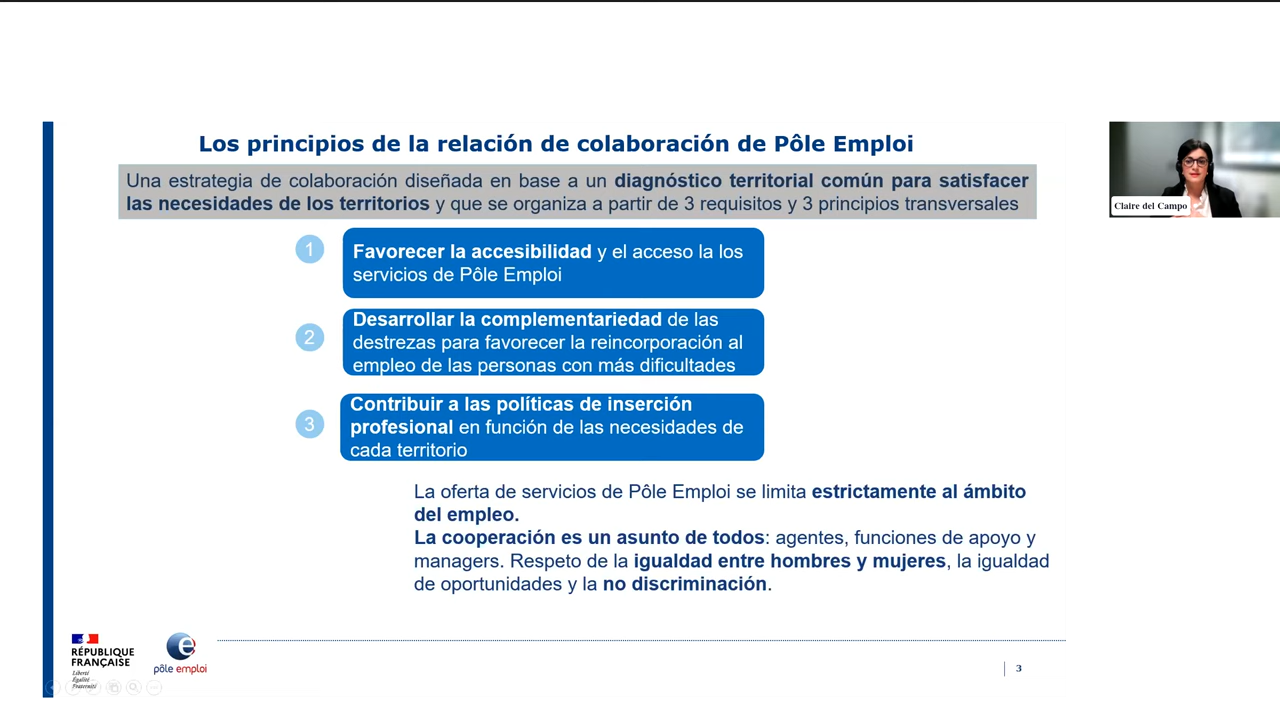 Los principios de la relación de colaboración de Pôle Emploi
Una estrategia de colaboración diseñada en base a un diagnóstico territorial común para satisfacer
las necesidades de los territorios y que se organiza a partir de 3 requisitos y 3 principios transversales
Claire del Campo
1
Favorecer la accesibilidad y el acceso la los
servicios de Pôle Emploi
2
Desarrollar la complementariedad de las
destrezas para favorecer la reincorporación al
empleo de las personas con más dificultades
3
Contribuir a las políticas de inserción
profesional en función de las necesidades de
cada territorio
La oferta de servicios de Pôle Emploi se limita estrictamente al ámbito
del empleo.
La cooperación es un asunto de todos: agentes, funciones de apoyo y
managers. Respeto de la igualdad entre hombres y mujeres, la igualdad
de oportunidades y la no discriminación.
RÉPUBLIQUE
FRANÇAISE
Liberté
Égalité
Fraternité
e
pôle emploi
3